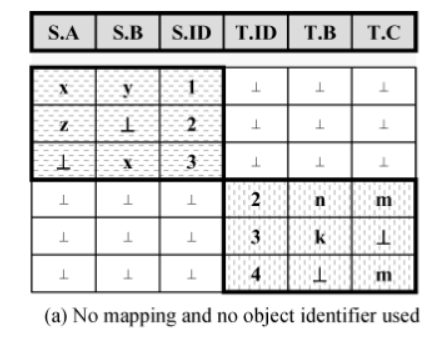 S.A S.B S.ID T.ID T.B T.C
x y 1 ⊥ ⊥ ⊥
z ⊥ 2 ⊥ ⊥ ⊥
⊥ x 3 ⊥ ⊥ ⊥
⊥ ⊥ ⊥ 2 n m
⊥ ⊥ ⊥ 3 k ⊥
⊥ ⊥ ⊥ 4 ⊥ m
(a) No mapping and no object identifier used